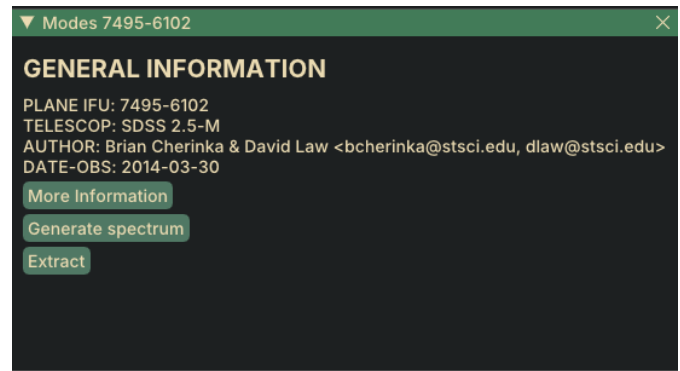 Modes 7495-6102
GENERAL INFORMATION
PLANE IFU: 7495-6102
TELESCOP: SDSS 2.5-M
AUTHOR: Brian Cherinka & David Law <bcherinka@stsci.edu, dlaw@stsci.edu>
DATE-OBS: 2014-03-30
More Information
Generate spectrum
Extract